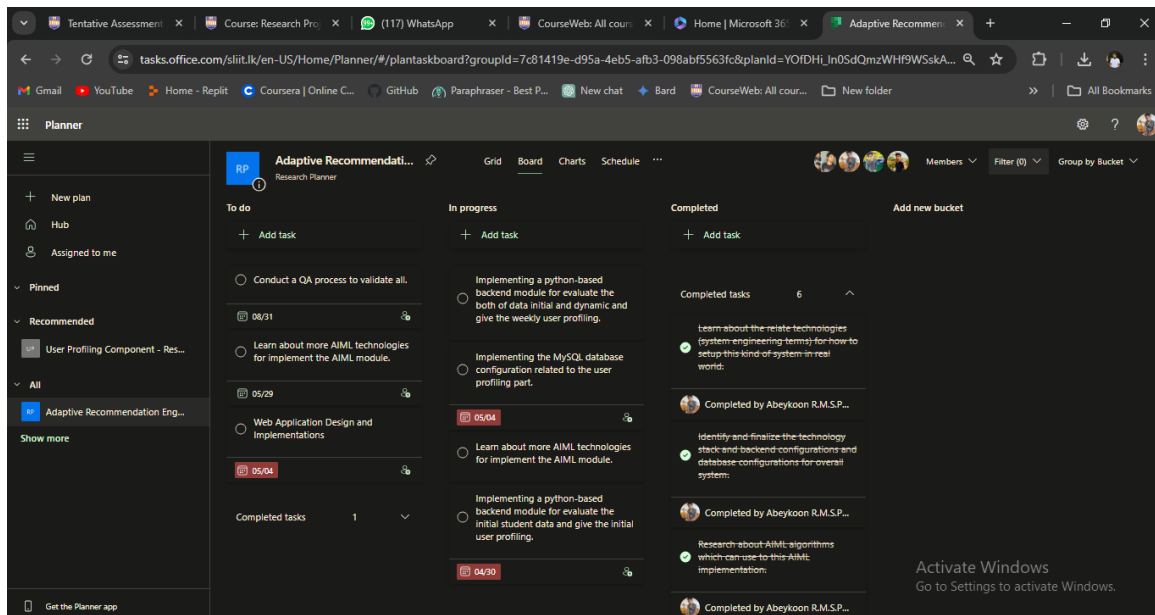 Tentative Assessment
Course: Research Proj
(117) WhatsApp
CourseWeb: All cours
Home | Microsoft 365
Adaptive Recommen
tasks.office.com/sliit.lk/en-US/Home/Planner/#/plantaskboard?groupId=7c81419e-d95a-4eb5-afb3-098abf5563fc&planId=YOfDHi_In0SdQmzWHf9WSskA...
Gmail
YouTube
Home - Replit
Coursera | Online C...
GitHub
Paraphraser - Best P...
New chat
Bard
CourseWeb: All cour...
New folder
All Bookmarks
Planner
New plan
Hub
Assigned to me
Pinned
Recommended
UP
User Profiling Component - Res...
All
RP
Adaptive Recommendation Eng...
Show more
Get the Planner app
RP
Adaptive Recommendati...
Research Planner
Grid
Board
Charts
Schedule
...
Members
Filter (0)
Group by Bucket
To do
Add task
Conduct a QA process to validate all.
08/31
Learn about more AIML technologies
for implement the AIML module.
05/29
Web Application Design and
Implementations
05/04
Completed tasks 1
In progress
Add task
Implementing a python-based
backend module for evaluate the
both of data initial and dynamic and
give the weekly user profiling.
Implementing the MySQL database
configuration related to the user
profiling part.
05/04
Learn about more AIML technologies
for implement the AIML module.
Implementing a python-based
backend module for evaluate the
initial student data and give the initial
user profiling.
04/30
Completed
Add task
Completed tasks 6
Learn about the relate technologies
(system engineering terms) for how to
setup this kind of system in real
world.
Completed by Abeykoon R.M.S.P...
Identify and finalize the technology
stack and backend configurations and
database configurations for overall
system.
Completed by Abeykoon R.M.S.P...
Research about AIML algorithms
which can use to this AIML
implementation.
Completed by Abeykoon R.M.S.P...
Add new bucket
Activate Windows
Go to Settings to activate Windows.